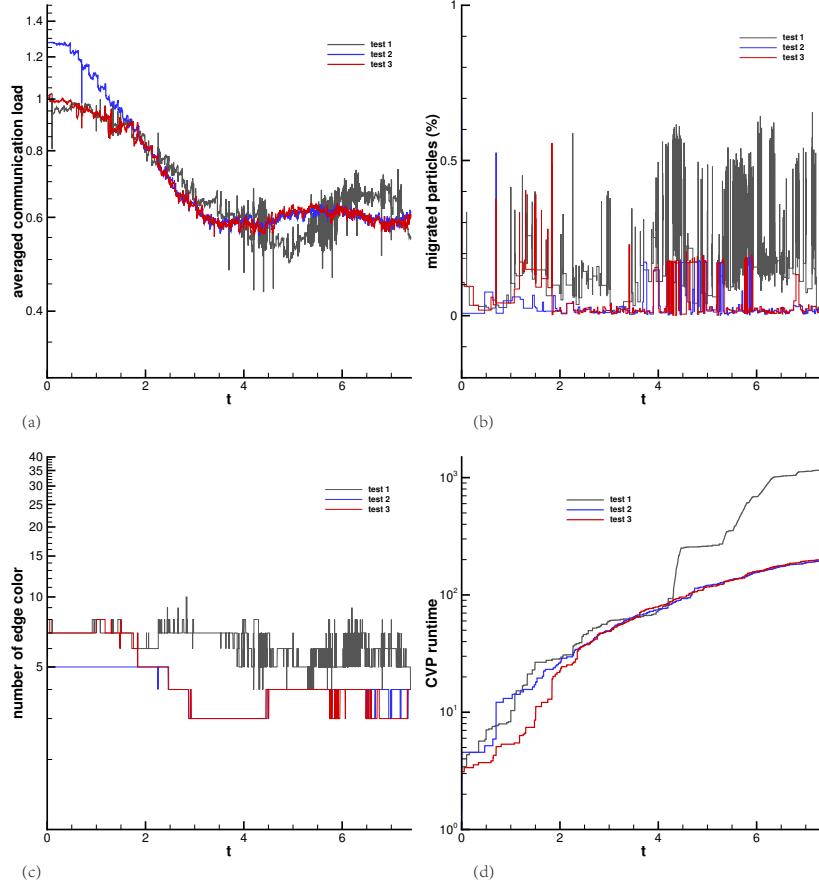 averaged communication load
1.4
1.2
1
0.8
0.6
0.4
test 1
test 2
test 3
0
2
4
6
t
(a)
migrated particles (%)
1
0.5
0
test 1
test 2
test 3
0
2
4
6
t
(b)
number of edge color
40
35
30
25
20
15
10
5
test 1
test 2
test 3
0
2
4
6
t
(c)
CVP runtime
10³
10²
10¹
10⁰
test 1
test 2
test 3
0
2
4
6
t
(d)